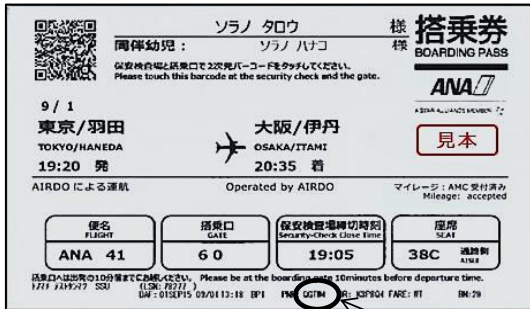 ソラノ タロウ 様
搭乗券
BOARDING PASS
同伴幼児： ソラノ ハナコ 様
保安検査場と搭乗口で2次元バーコードをタッチしてください。
Please touch this barcode at the security check and the gate.
ANA
A STAR ALLIANCE MEMBER
見本
9 / 1
東京/羽田
大阪/伊丹
TOKYO/HANEDA
OSAKA/ITAMI
19:20 発
20:35 着
AIRDO による運航
Operated by AIRDO
マイレージ：AMC 受付済み
Mileage: accepted
便名
FLIGHT
ANA 41
搭乗口
GATE
60
保安検査場締切時刻
Security-Check Close Time
19:05
座席
SEAT
38C 通路側
AISLE
搭乗口へは出発の10分前までにお越しください。 Please be at the boarding gate 10minutes before departure time.
SSU
DAF: 01SEP15 BP1 FARE: BN:29